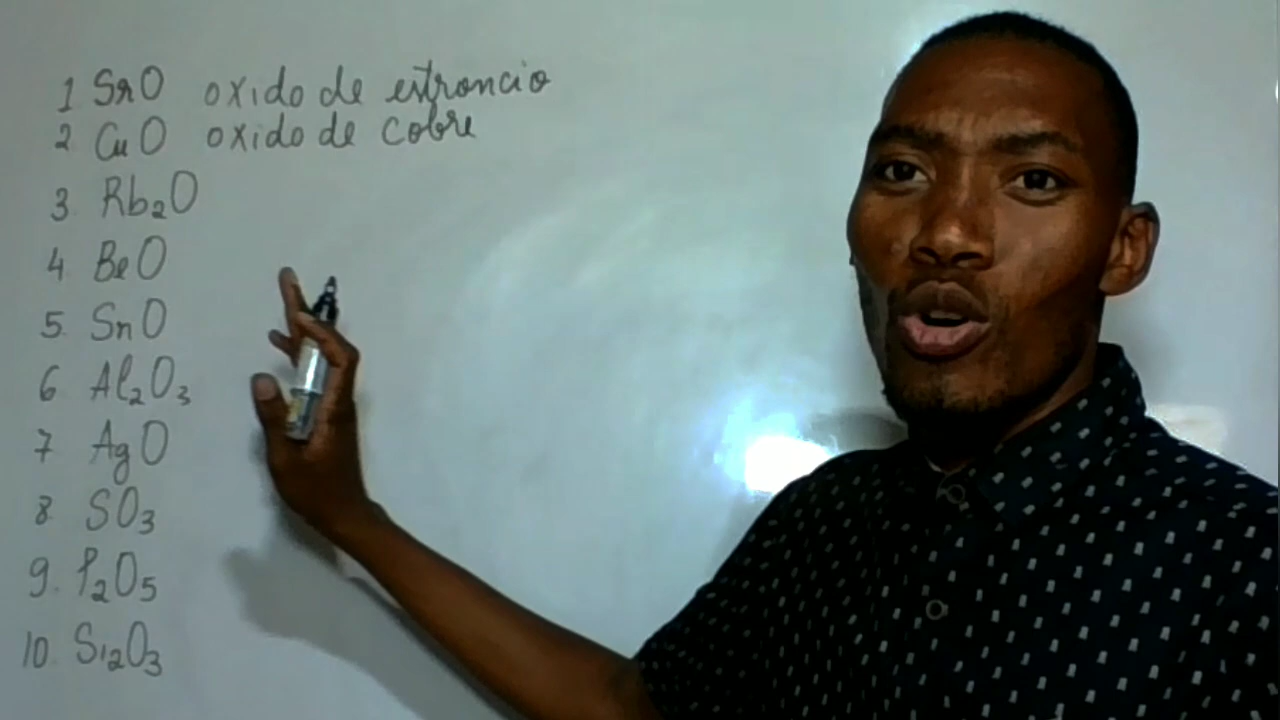 1 SrO oxido de estroncio
2 CuO oxido de cobre
3. Rb₂O
4 BeO
5. SnO
6 Al₂O₃
7 AgO
8. SO₃
9. P₂O₅
10. Si₂O₃